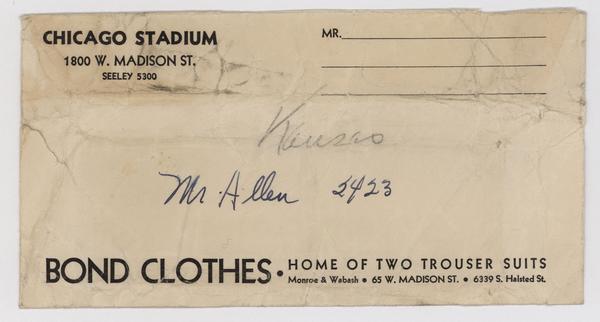 CHICAGO STADIUM
1800 W. MADISON ST.
SEELEY 5300
MR.
Kansas
Mr. Allen 2423
BOND CLOTHES • HOME OF TWO TROUSER SUITS
Monroe & Wabash • 65 W. MADISON ST. • 6339 S. Halsted St.